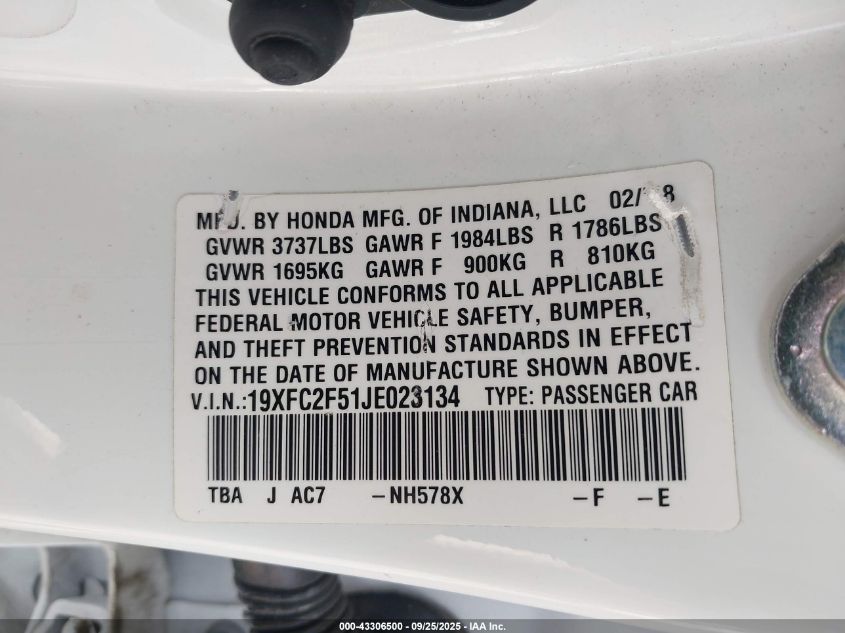 MFD. BY HONDA MFG. OF INDIANA, LLC 02/18
GVWR 3737LBS GAWR F 1984LBS R 1786LBS
GVWR 1695KG GAWR F 900KG R 810KG
THIS VEHICLE CONFORMS TO ALL APPLICABLE
FEDERAL MOTOR VEHICLE SAFETY, BUMPER,
AND THEFT PREVENTION STANDARDS IN EFFECT
ON THE DATE OF MANUFACTURE SHOWN ABOVE.
V.I.N.:19XFC2F51JE023134 TYPE: PASSENGER CAR
TBA J AC7 –NH578X –F –E
000-43306500 - 09/25/2025 - IAA Inc.